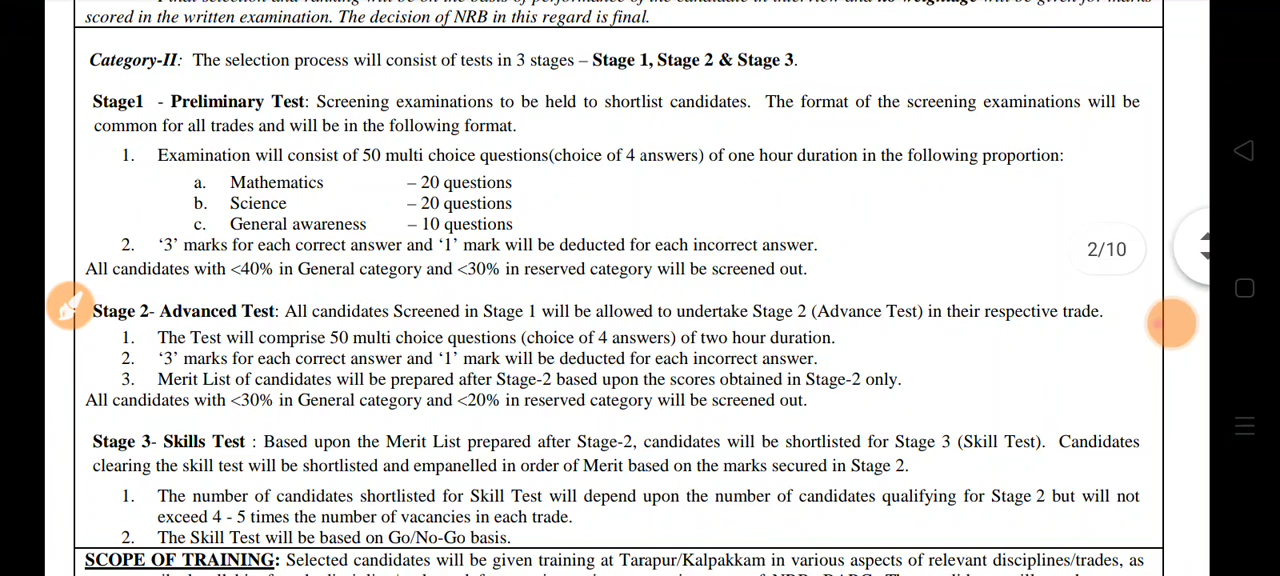 scored in the written examination. The decision of NRB in this regard is final.
Category-II: The selection process will consist of tests in 3 stages – Stage 1, Stage 2 & Stage 3.
Stage1 - Preliminary Test: Screening examinations to be held to shortlist candidates. The format of the screening examinations will be
common for all trades and will be in the following format.
1. Examination will consist of 50 multi choice questions(choice of 4 answers) of one hour duration in the following proportion:
a. Mathematics – 20 questions
b. Science – 20 questions
c. General awareness – 10 questions
2. ‘3’ marks for each correct answer and ‘1’ mark will be deducted for each incorrect answer.
2/10
All candidates with <40% in General category and <30% in reserved category will be screened out.
Stage 2- Advanced Test: All candidates Screened in Stage 1 will be allowed to undertake Stage 2 (Advance Test) in their respective trade.
1. The Test will comprise 50 multi choice questions (choice of 4 answers) of two hour duration.
2. ‘3’ marks for each correct answer and ‘1’ mark will be deducted for each incorrect answer.
3. Merit List of candidates will be prepared after Stage-2 based upon the scores obtained in Stage-2 only.
All candidates with <30% in General category and <20% in reserved category will be screened out.
Stage 3- Skills Test : Based upon the Merit List prepared after Stage-2, candidates will be shortlisted for Stage 3 (Skill Test). Candidates
clearing the skill test will be shortlisted and empanelled in order of Merit based on the marks secured in Stage 2.
1. The number of candidates shortlisted for Skill Test will depend upon the number of candidates qualifying for Stage 2 but will not
exceed 4 - 5 times the number of vacancies in each trade.
2. The Skill Test will be based on Go/No-Go basis.
SCOPE OF TRAINING: Selected candidates will be given training at Tarapur/Kalpakkam in various aspects of relevant disciplines/trades, as